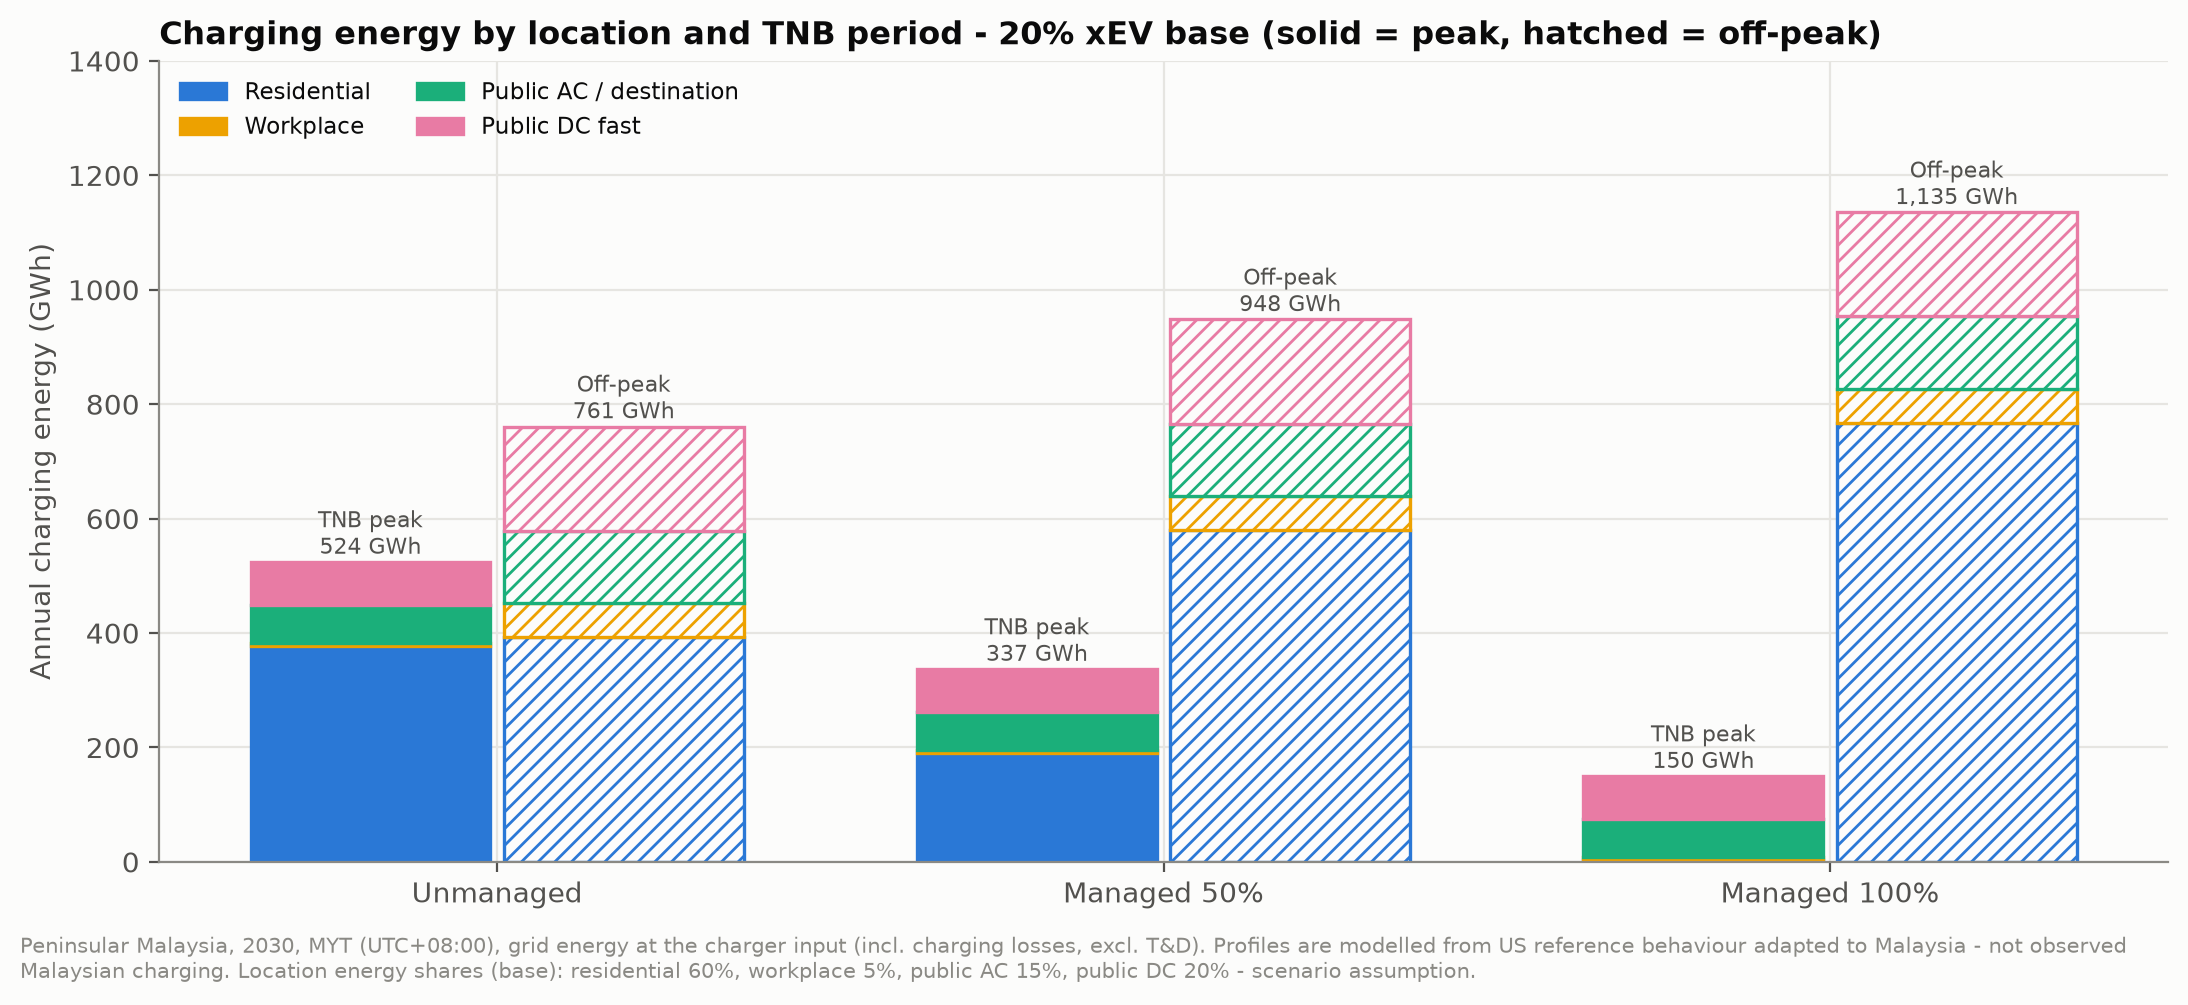 Charging energy by location and TNB period - 20% xEV base (solid = peak, hatched = off-peak)
Annual charging energy (GWh)
1400
1200
1000
800
600
400
200
0
Residential
Workplace
Public AC / destination
Public DC fast
TNB peak
524 GWh
Off-peak
761 GWh
TNB peak
337 GWh
Off-peak
948 GWh
TNB peak
150 GWh
Off-peak
1,135 GWh
Unmanaged
Managed 50%
Managed 100%
Peninsular Malaysia, 2030, MYT (UTC+08:00), grid energy at the charger input (incl. charging losses, excl. T&D). Profiles are modelled from US reference behaviour adapted to Malaysia - not observed
Malaysian charging. Location energy shares (base): residential 60%, workplace 5%, public AC 15%, public DC 20% - scenario assumption.